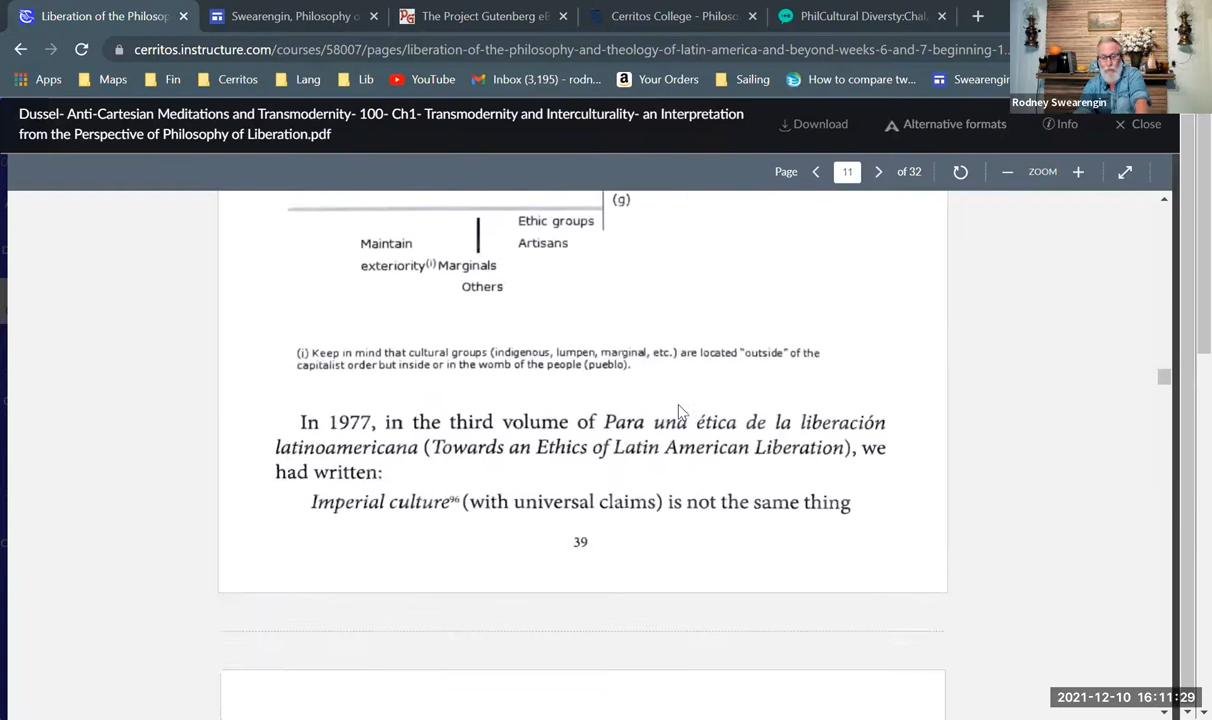 Liberation of the Philosop
Swearengin, Philosophy o
The Project Gutenberg eB
Cerritos College - Philoso
PhilCultural Diversty:Chal
cerritos.instructure.com/courses/58007/pages/liberation-of-the-philosophy-and-theology-of-latin-america-and-beyond-weeks-6-and-7-beginning-1...
Apps
Maps
Fin
Cerritos
Lang
Lib
YouTube
Inbox (3,195) - rodn...
Your Orders
Sailing
How to compare tw...
Swearengin
Rodney Swearengin
Dussel- Anti-Cartesian Meditations and Transmodernity- 100- Ch1- Transmodernity and Interculturality- an Interpretation
from the Perspective of Philosophy of Liberation.pdf
Download
Alternative formats
Info
Close
Page 11 of 32
ZOOM
(g)
Ethic groups
Maintain
Artisans
exteriority(i) Marginals
Others
(i) Keep in mind that cultural groups (indigenous, lumpen, marginal, etc.) are located "outside" of the
capitalist order but inside or in the womb of the people (pueblo).
In 1977, in the third volume of Para una ética de la liberación
latinoamericana (Towards an Ethics of Latin American Liberation), we
had written:
Imperial culture96 (with universal claims) is not the same thing
39
2021-12-10 16:11:29